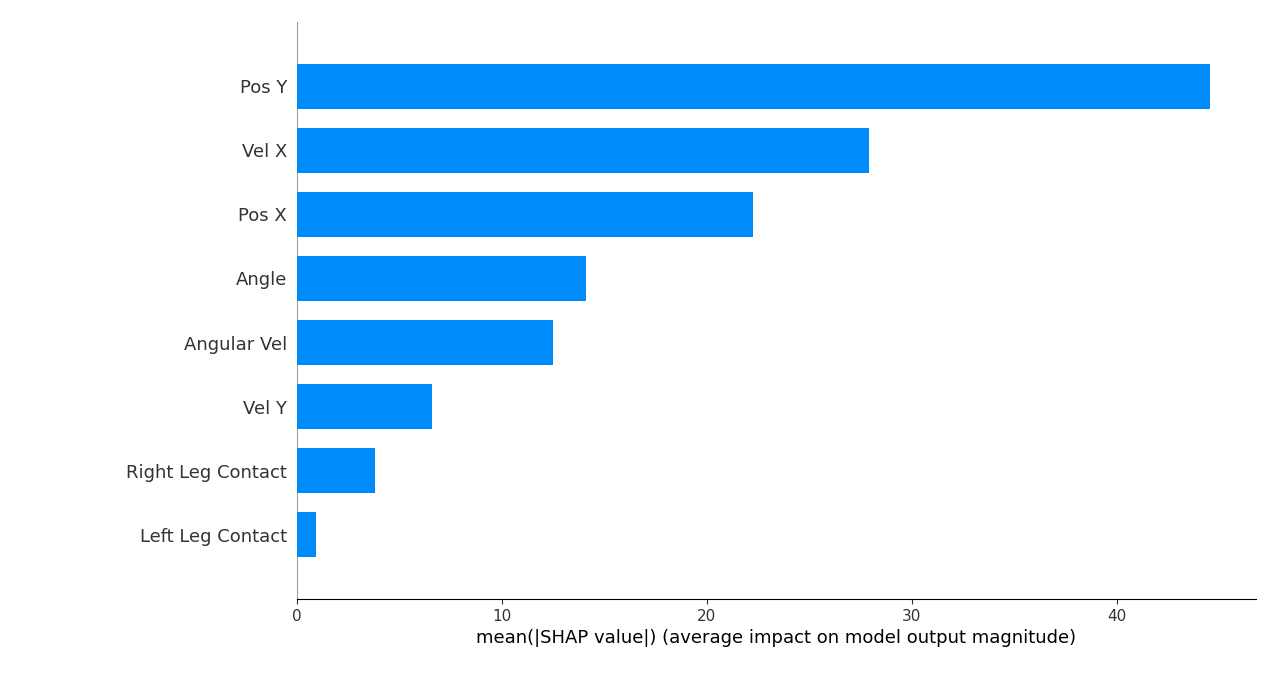 Pos Y
Vel X
Pos X
Angle
Angular Vel
Vel Y
Right Leg Contact
Left Leg Contact
0 10 20 30 40
mean(|SHAP value|) (average impact on model output magnitude)